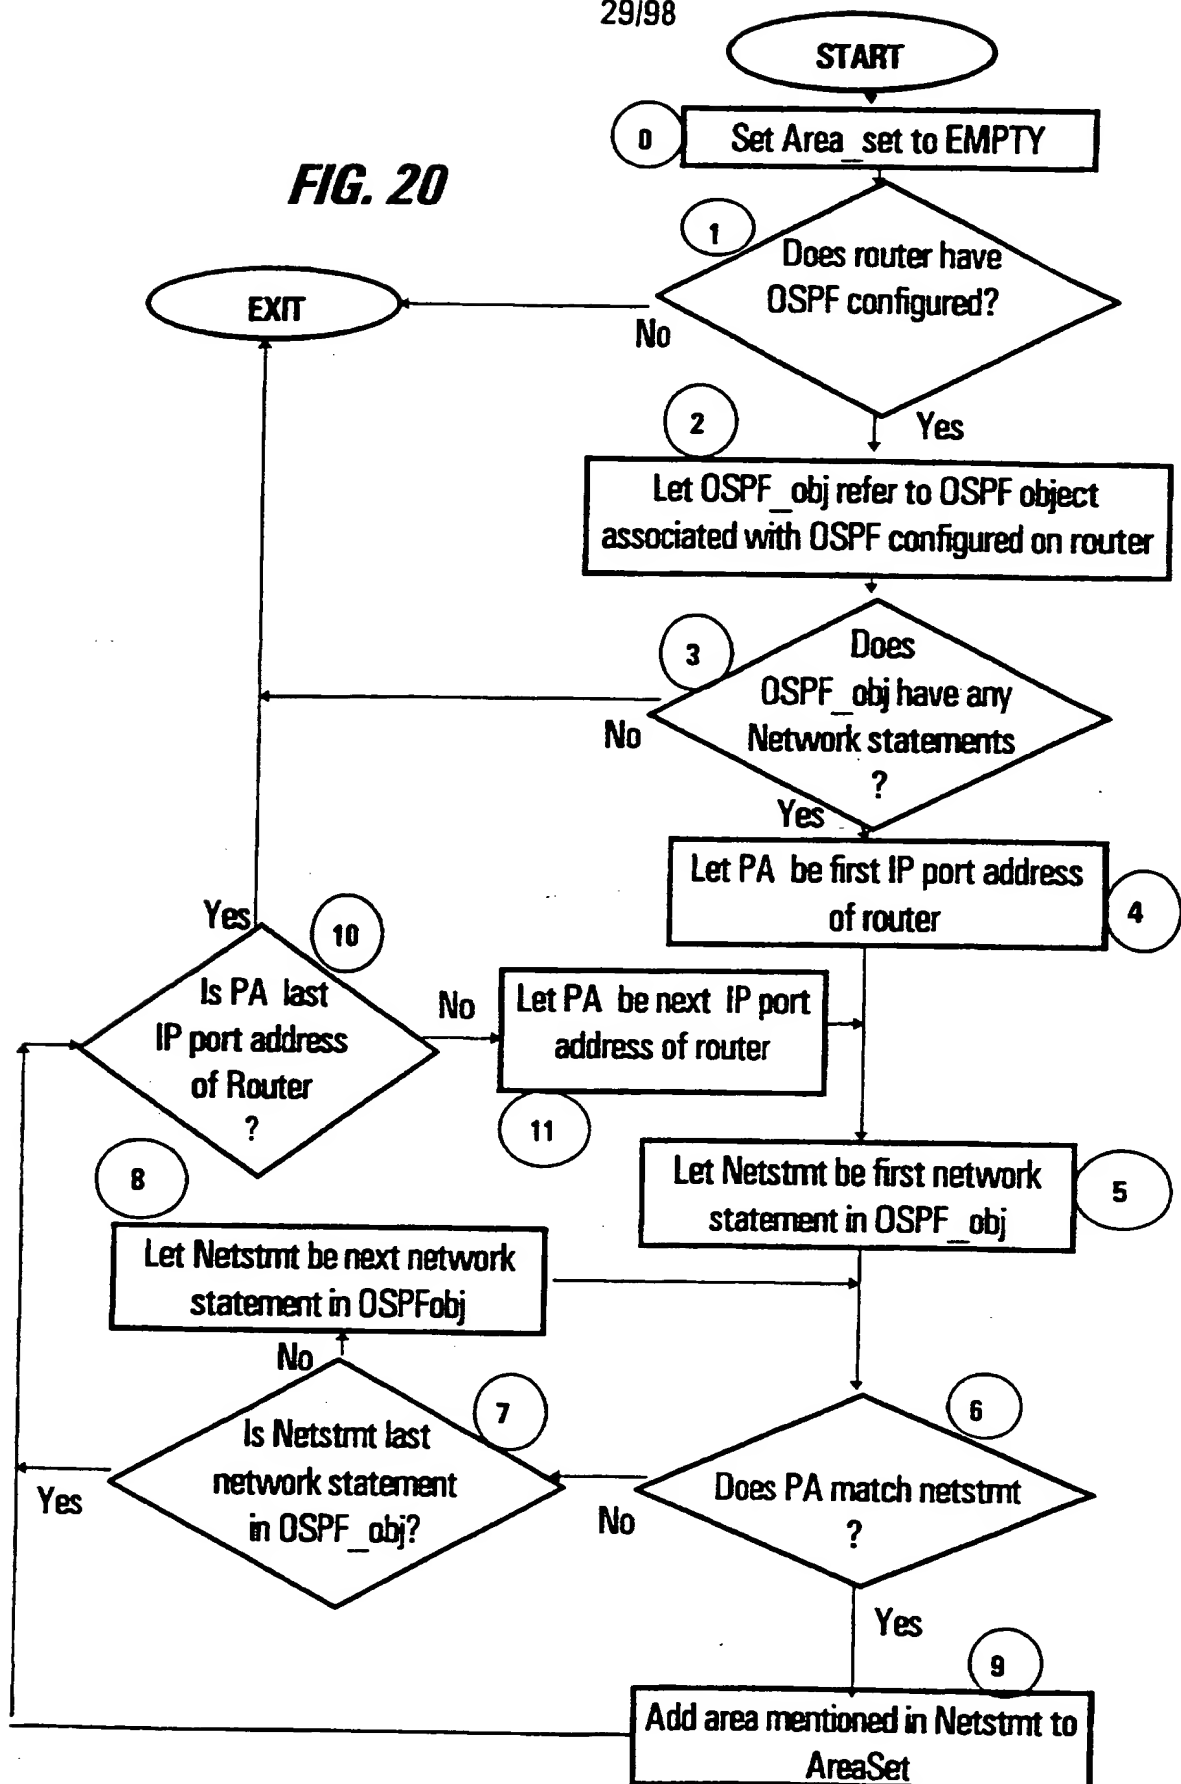 29/98
START
0
Set Area_set to EMPTY
FIG. 20
1
Does router have
OSPF configured?
EXIT
No
Yes
2
Let OSPF_obj refer to OSPF object
associated with OSPF configured on router
3
Does
OSPF_obj have any
Network statements
?
No
Yes
Let PA be first IP port address
of router
4
Yes
10
Is PA last
IP port address
of Router
?
No
Let PA be next IP port
address of router
11
8
Let Netstmt be first network
statement in OSPF_obj
5
Let Netstmt be next network
statement in OSPFobj
No
7
Is Netstmt last
network statement
in OSPF_obj?
Yes
6
Does PA match netstmt
?
No
Yes
9
Add area mentioned in Netstmt to
AreaSet